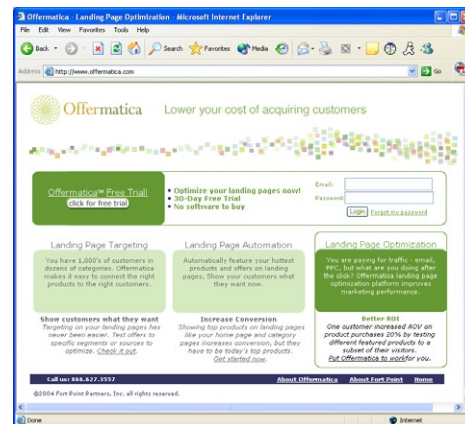 Offermatica - Landing Page Optimization - Microsoft Internet Explorer
File Edit View Favorites Tools Help
Back Search Favorites Media
Address http://www.offermatica.com Go
Offermatica Lower your cost of acquiring customers
Offermatica™ Free Trial!
click for free trial
• Optimize your landing pages now!
• 30-Day Free Trial
• No software to buy
Email:
Password:
Login Forgot my password
Landing Page Targeting
You have 1,000's of customers in
dozens of categories. Offermatica
makes it easy to connect the right
products to the right customers.
Show customers what they want
Targeting on your landing pages has
never been easier. Test offers to
specific segments or sources to
optimize. Check it out.
Landing Page Automation
Automatically feature your hottest
products and offers on landing
pages, Show your customers what
they want now.
Increase Conversion
Showing top products on landing pages
like your home page and category
pages increases conversion, but they
have to be today's top products.
Get started now.
Landing Page Optimization
You are paying for traffic - email,
PPC, but what are you doing after
the click? Offermatica landing page
optimization platform improves
marketing performance.
Better ROI
One customer increased AOV on
product purchases 20% by testing
different featured products to a
subset of their visitors.
Put Offermatica to work for you.
Call us: 866.627.3557 About Offermatica About Fort Point Home
©2004 Fort Point Partners, Inc. all rights reserved.
Done Internet